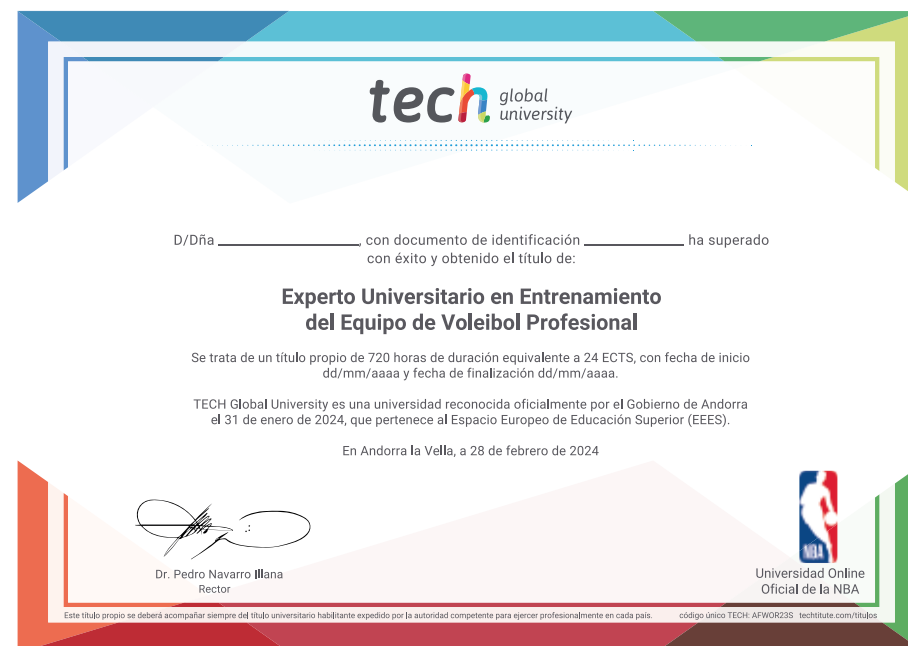 tech global university
D/Dña ____________________, con documento de identificación ______________ ha superado
con éxito y obtenido el título de:
Experto Universitario en Entrenamiento
del Equipo de Voleibol Profesional
Se trata de un título propio de 720 horas de duración equivalente a 24 ECTS, con fecha de inicio
dd/mm/aaaa y fecha de finalización dd/mm/aaaa.
TECH Global University es una universidad reconocida oficialmente por el Gobierno de Andorra
el 31 de enero de 2024, que pertenece al Espacio Europeo de Educación Superior (EEES).
En Andorra la Vella, a 28 de febrero de 2024
Dr. Pedro Navarro Illana
Rector
NBA
Universidad Online
Oficial de la NBA
Este título propio se deberá acompañar siempre del título universitario habilitante expedido por la autoridad competente para ejercer profesionalmente en cada país.
código único TECH: AFWOR23S techtitute.com/titulos